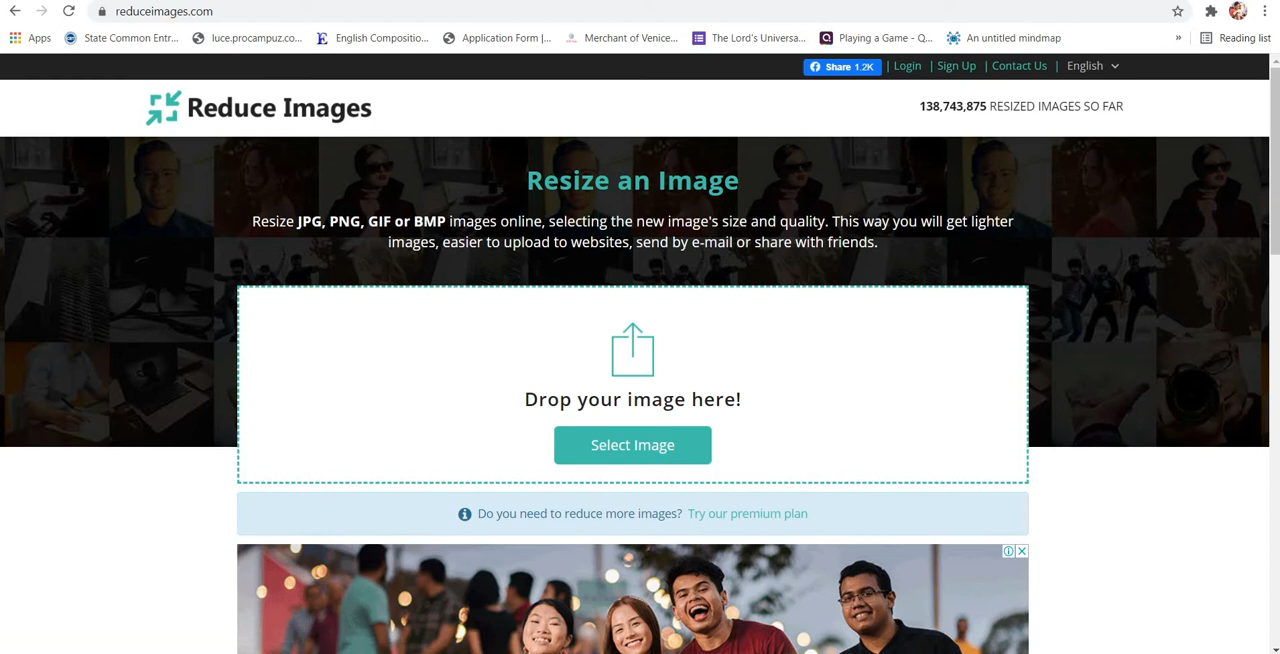 reduceimages.com
Apps State Common Entr... luce.procampuz.co... English Compositio... Application Form |... Merchant of Venice... The Lord's Universa... Playing a Game - Q... An untitled mindmap » Reading list
Share 1.2K | Login | Sign Up | Contact Us | English
Reduce Images
138,743,875 RESIZED IMAGES SO FAR
Resize an Image
Resize JPG, PNG, GIF or BMP images online, selecting the new image's size and quality. This way you will get lighter
images, easier to upload to websites, send by e-mail or share with friends.
Drop your image here!
Select Image
Do you need to reduce more images? Try our premium plan